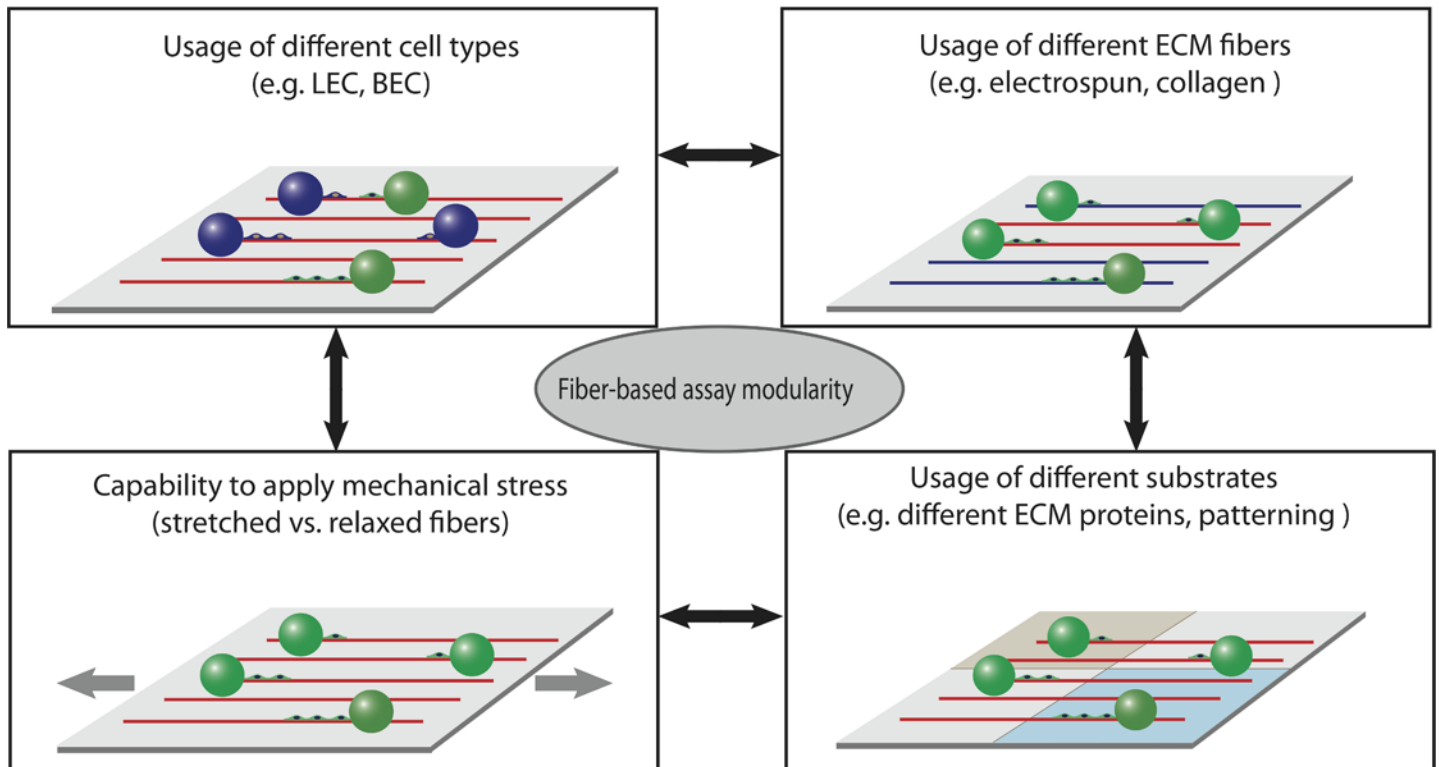 Usage of different cell types
(e.g. LEC, BEC)
Usage of different ECM fibers
(e.g. electrospun, collagen )
Fiber-based assay modularity
Capability to apply mechanical stress
(stretched vs. relaxed fibers)
Usage of different substrates
(e.g. different ECM proteins, patterning )